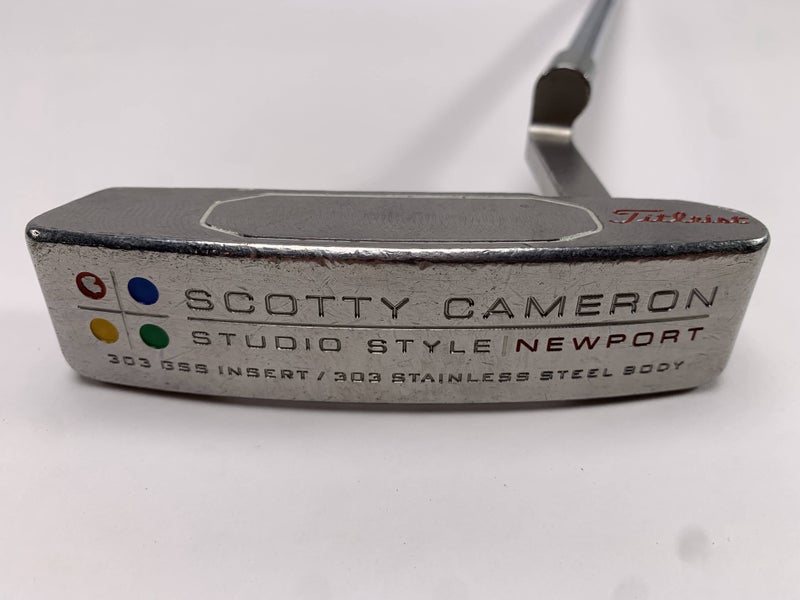 Titleist
SCOTTY CAMERON
STUDIO STYLE | NEWPORT
303 GSS INSERT / 303 STAINLESS STEEL BODY